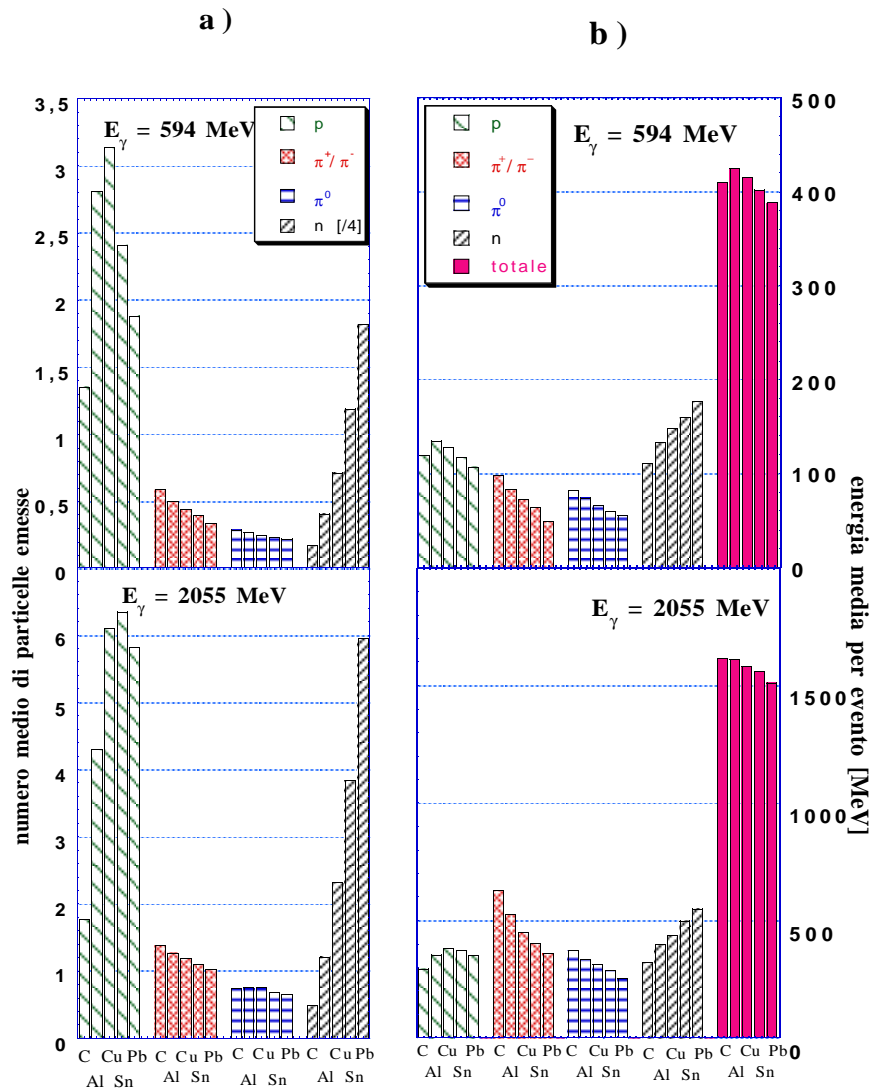 a )
b )
3,5
3
2,5
2
1,5
1
0,5
0
E_γ = 594 MeV
p
π⁺/ π⁻
π⁰
n [/4]
500
400
300
200
100
0
E_γ = 594 MeV
p
π⁺/ π⁻
π⁰
n
totale
numero medio di particelle emesse
energia media per evento [MeV]
E_γ = 2055 MeV
6
5
4
3
2
1
0
E_γ = 2055 MeV
1500
1000
500
0
C Cu Pb C Cu Pb C Cu Pb C Cu Pb
Al Sn Al Sn Al Sn Al Sn
C Cu Pb C Cu Pb C Cu Pb C Cu Pb C Cu Pb
Al Sn Al Sn Al Sn Al Sn Al Sn